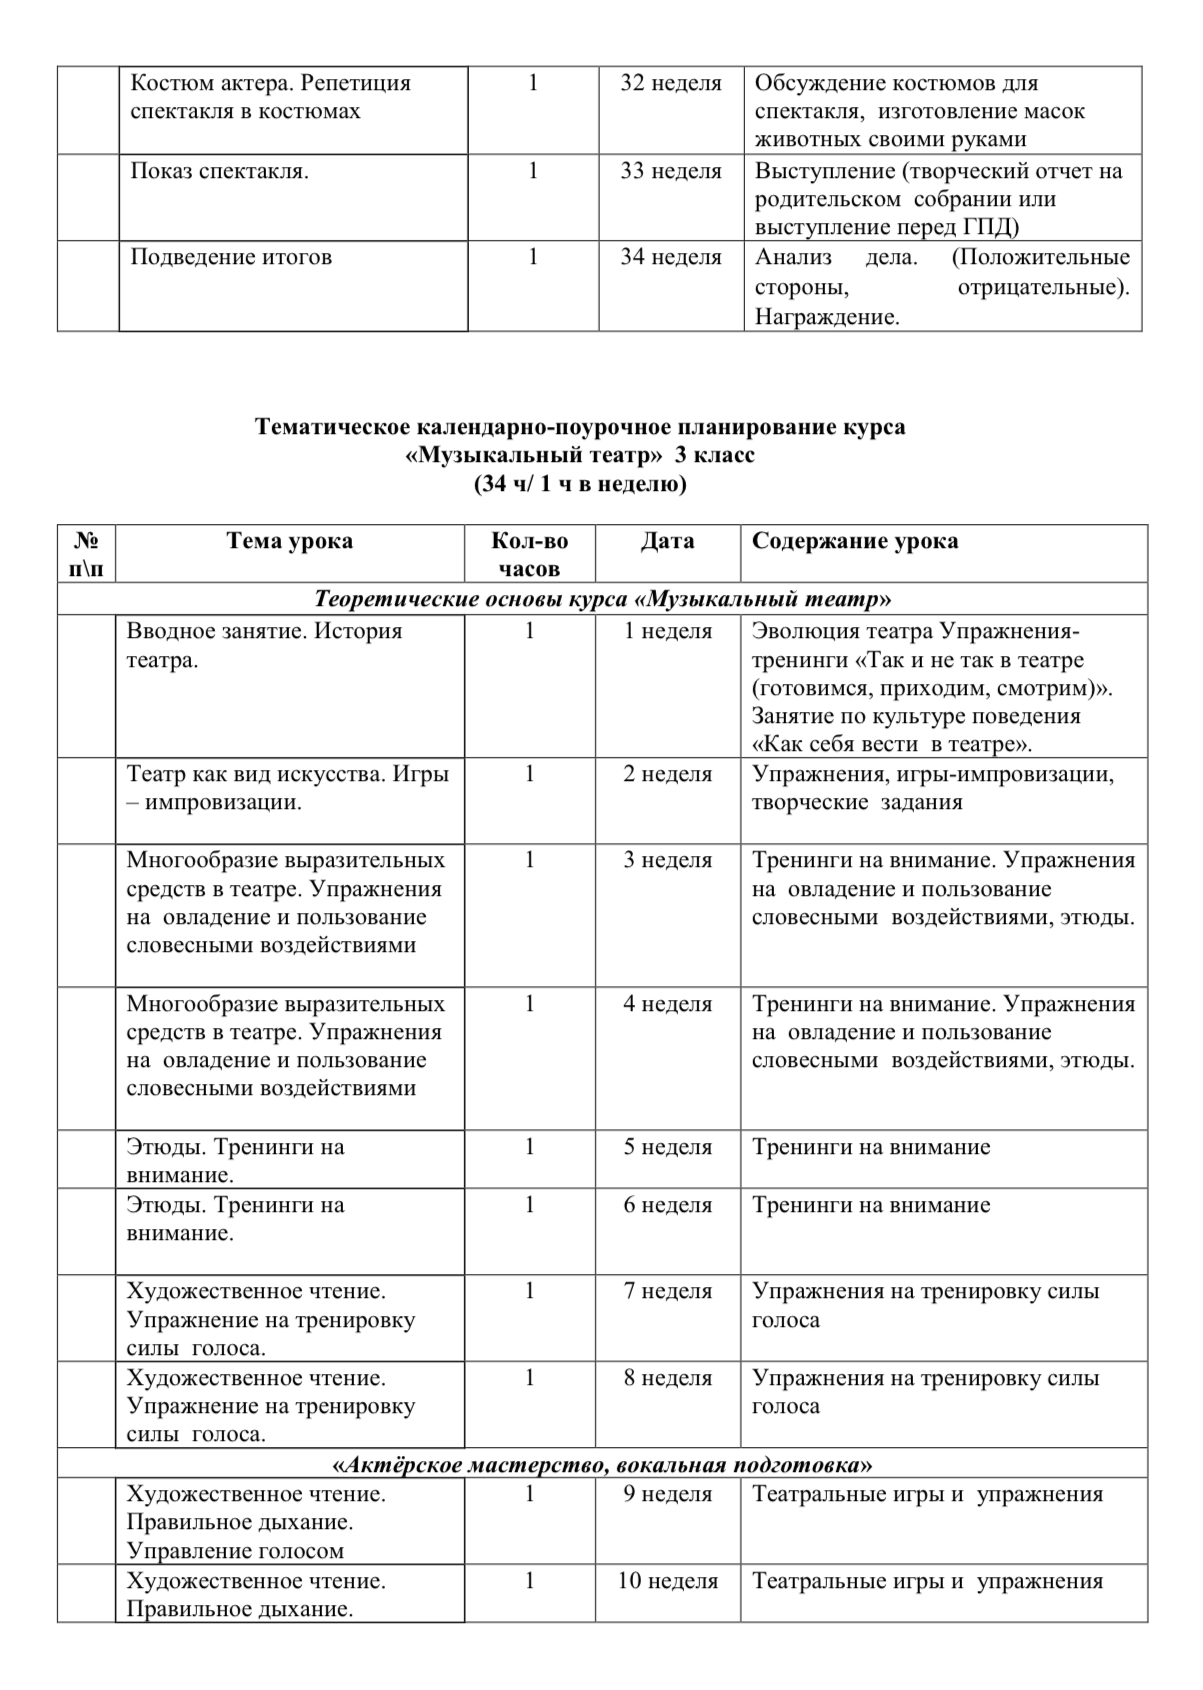 Костюм актера. Репетиция
спектакля в костюмах
1
32 неделя
Обсуждение костюмов для
спектакля, изготовление масок
животных своими руками
Показ спектакля.
1
33 неделя
Выступление (творческий отчет на
родительском собрании или
выступление перед ГПД)
Подведение итогов
1
34 неделя
Анализ дела. (Положительные
стороны, отрицательные).
Награждение.
Тематическое календарно-поурочное планирование курса
«Музыкальный театр» 3 класс
(34 ч/ 1 ч в неделю)
№
п\п
Тема урока
Кол-во
часов
Дата
Содержание урока
Теоретические основы курса «Музыкальный театр»
Вводное занятие. История
театра.
1
1 неделя
Эволюция театра Упражнения-
тренинги «Так и не так в театре
(готовимся, приходим, смотрим)».
Занятие по культуре поведения
«Как себя вести в театре».
Театр как вид искусства. Игры
– импровизации.
1
2 неделя
Упражнения, игры-импровизации,
творческие задания
Многообразие выразительных
средств в театре. Упражнения
на овладение и пользование
словесными воздействиями
1
3 неделя
Тренинги на внимание. Упражнения
на овладение и пользование
словесными воздействиями, этюды.
Многообразие выразительных
средств в театре. Упражнения
на овладение и пользование
словесными воздействиями
1
4 неделя
Тренинги на внимание. Упражнения
на овладение и пользование
словесными воздействиями, этюды.
Этюды. Тренинги на
внимание.
1
5 неделя
Тренинги на внимание
Этюды. Тренинги на
внимание.
1
6 неделя
Тренинги на внимание
Художественное чтение.
Упражнение на тренировку
силы голоса.
1
7 неделя
Упражнения на тренировку силы
голоса
Художественное чтение.
Упражнение на тренировку
силы голоса.
1
8 неделя
Упражнения на тренировку силы
голоса
«Актёрское мастерство, вокальная подготовка»
Художественное чтение.
Правильное дыхание.
Управление голосом
1
9 неделя
Театральные игры и упражнения
Художественное чтение.
Правильное дыхание.
1
10 неделя
Театральные игры и упражнения